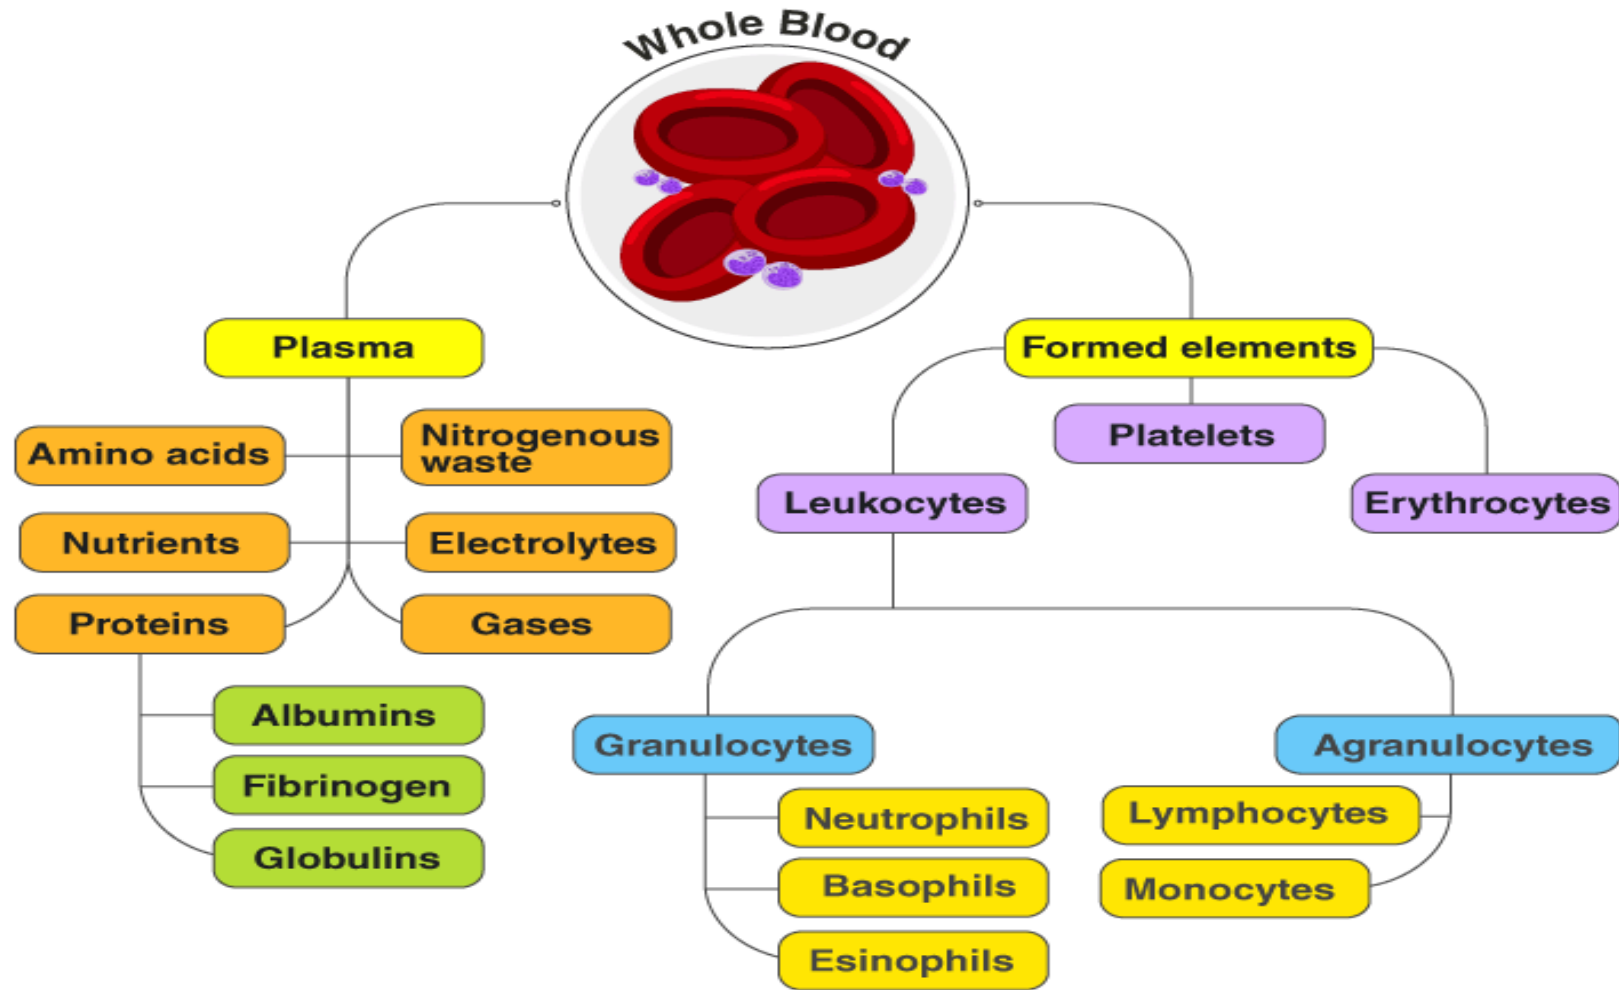 Whole Blood
Plasma
Formed elements
Amino acids
Nitrogenous
waste
Platelets
Leukocytes
Erythrocytes
Nutrients
Electrolytes
Proteins
Gases
Albumins
Fibrinogen
Globulins
Granulocytes
Agranulocytes
Neutrophils
Basophils
Esinophils
Lymphocytes
Monocytes